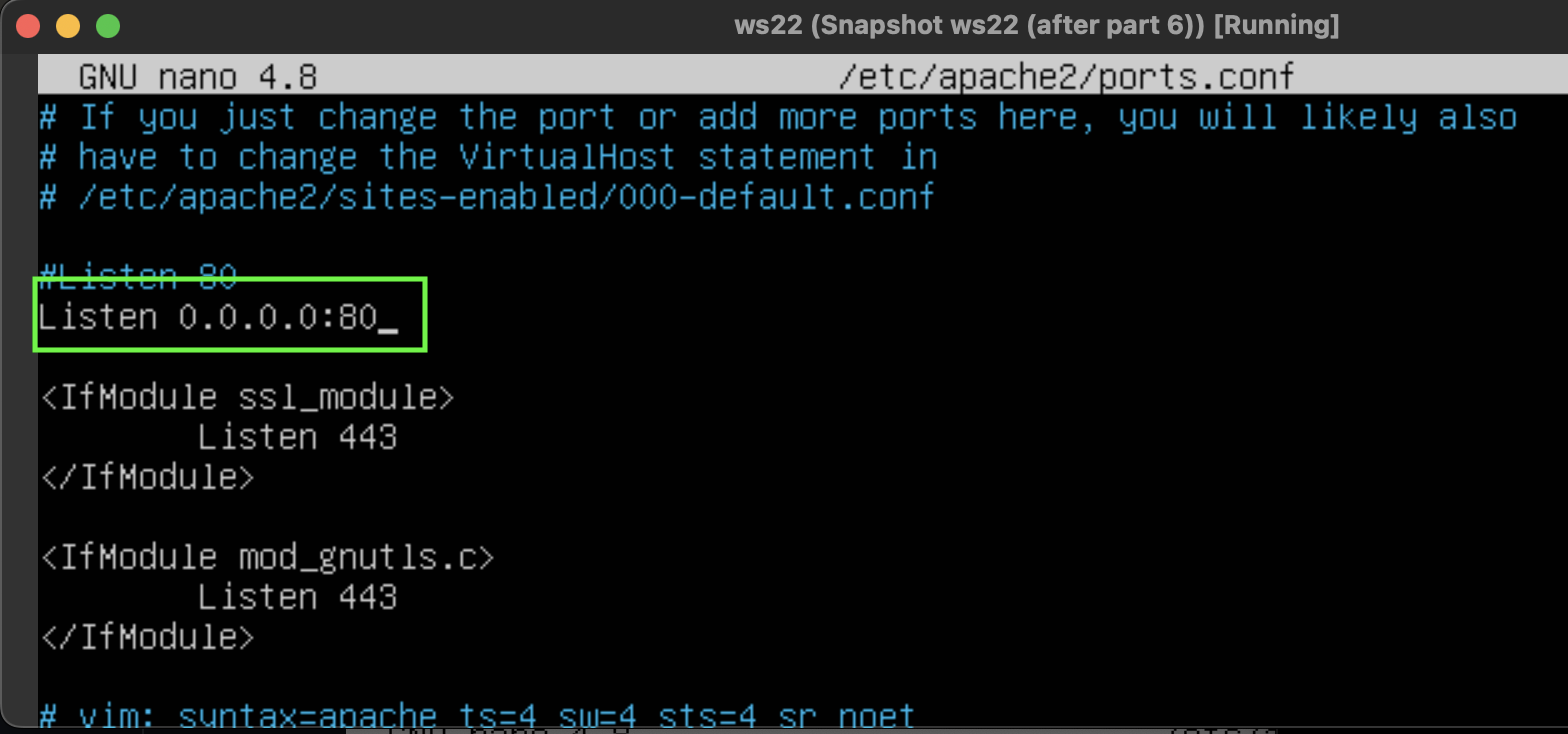 ws22 (Snapshot ws22 (after part 6)) [Running]
GNU nano 4.8 /etc/apache2/ports.conf
# If you just change the port or add more ports here, you will likely also
# have to change the VirtualHost statement in
# /etc/apache2/sites-enabled/000-default.conf
#Listen 80
Listen 0.0.0.0:80_
<IfModule ssl_module>
Listen 443
</IfModule>
<IfModule mod_gnutls.c>
Listen 443
</IfModule>
# vim: syntax=apache ts=4 sw=4 sts=4 sr noet